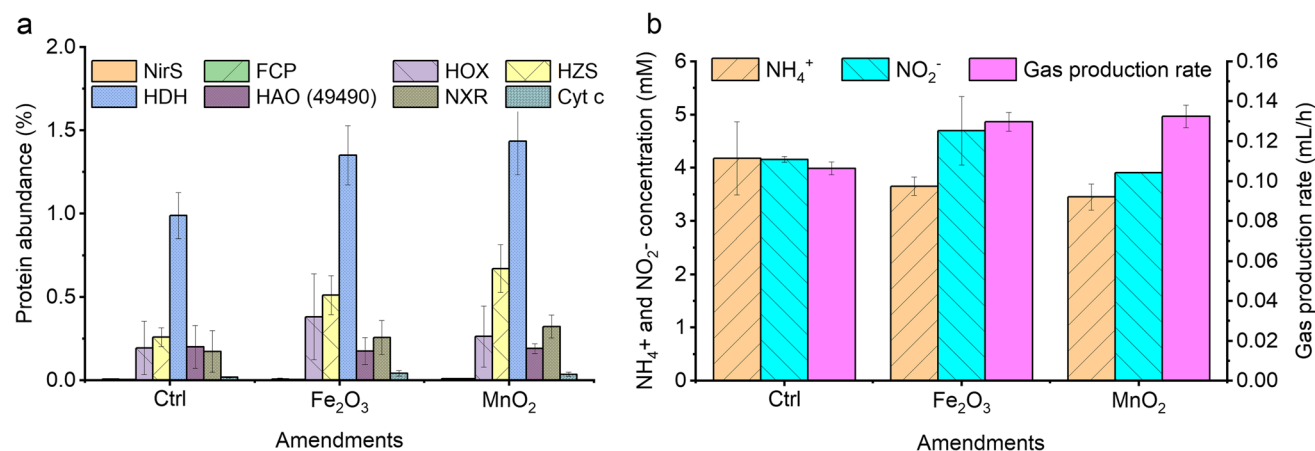 a
Protein abundance (%)
2.0
1.5
1.0
0.5
0.0
NirS FCP HOX HZS
HDH HAO (49490) NXR Cyt c
Ctrl Fe₂O₃ MnO₂
Amendments
b
NH₄+ and NO₂- concentration (mM)
6
5
4
3
2
1
0
NH₄⁺ NO₂⁻ Gas production rate
0.16
0.14
0.12
0.10
0.08
0.06
0.04
0.02
0.00
Gas production rate (mL/h)
Ctrl Fe₂O₃ MnO₂
Amendments